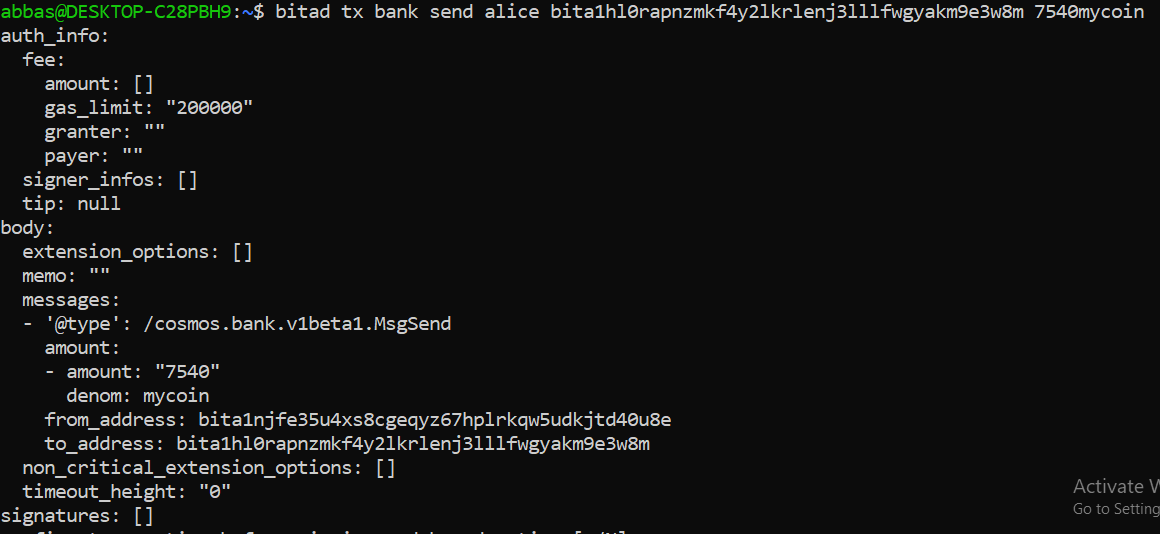 abbas@DESKTOP-C28PBH9:~$ bitad tx bank send alice bita1hl0rapnzmkf4y2lkrlenj3lllfwgyakm9e3w8m 7540mycoin
auth_info:
  fee:
    amount: []
    gas_limit: "200000"
    granter: ""
    payer: ""
  signer_infos: []
  tip: null
body:
  extension_options: []
  memo: ""
  messages:
  - '@type': /cosmos.bank.v1beta1.MsgSend
    amount:
    - amount: "7540"
      denom: mycoin
    from_address: bita1njfe35u4xs8cgeqyz67hplrkqw5udkjtd40u8e
    to_address: bita1hl0rapnzmkf4y2lkrlenj3lllfwgyakm9e3w8m
  non_critical_extension_options: []
  timeout_height: "0"
signatures: []
Activate W
Go to Setting